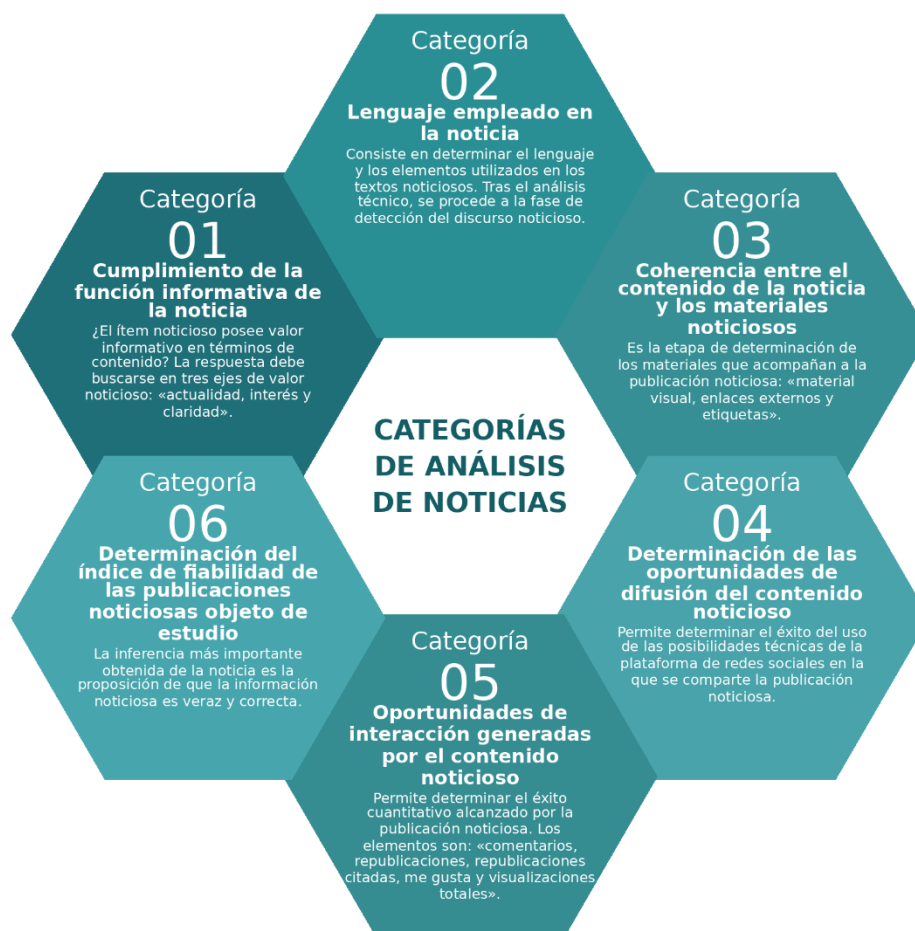 Categoría
01
Cumplimiento de la
función informativa de
la noticia
¿El ítem noticioso posee valor
informativo en términos de
contenido? La respuesta debe
buscarse en tres ejes de valor
noticioso: «actualidad, interés y
claridad».
Categoría
02
Lenguaje empleado en
la noticia
Consiste en determinar el lenguaje
y los elementos utilizados en los
textos noticiosos. Tras el análisis
técnico, se procede a la fase de
detección del discurso noticioso.
Categoría
03
Coherencia entre el
contenido de la noticia
y los materiales
noticiosos
Es la etapa de determinación de
los materiales que acompañan a la
publicación noticiosa: «material
visual, enlaces externos y
etiquetas».
CATEGORÍAS
DE ANÁLISIS
DE NOTICIAS
Categoría
04
Determinación de las
oportunidades de
difusión del contenido
noticioso
Permite determinar el éxito del uso
de las posibilidades técnicas de la
plataforma de redes sociales en la
que se comparte la publicación
noticiosa.
Categoría
05
Oportunidades de
interacción generadas
por el contenido
noticioso
Permite determinar el éxito
cuantitativo alcanzado por la
publicación noticiosa. Los
elementos son: «comentarios,
republicaciones, republicaciones
citadas, me gusta y visualizaciones
totales».
Categoría
06
Determinación del
índice de fiabilidad de
las publicaciones
noticiosas objeto de
estudio
La inferencia más importante
obtenida de la noticia es la
proposición de que la información
noticiosa es veraz y correcta.